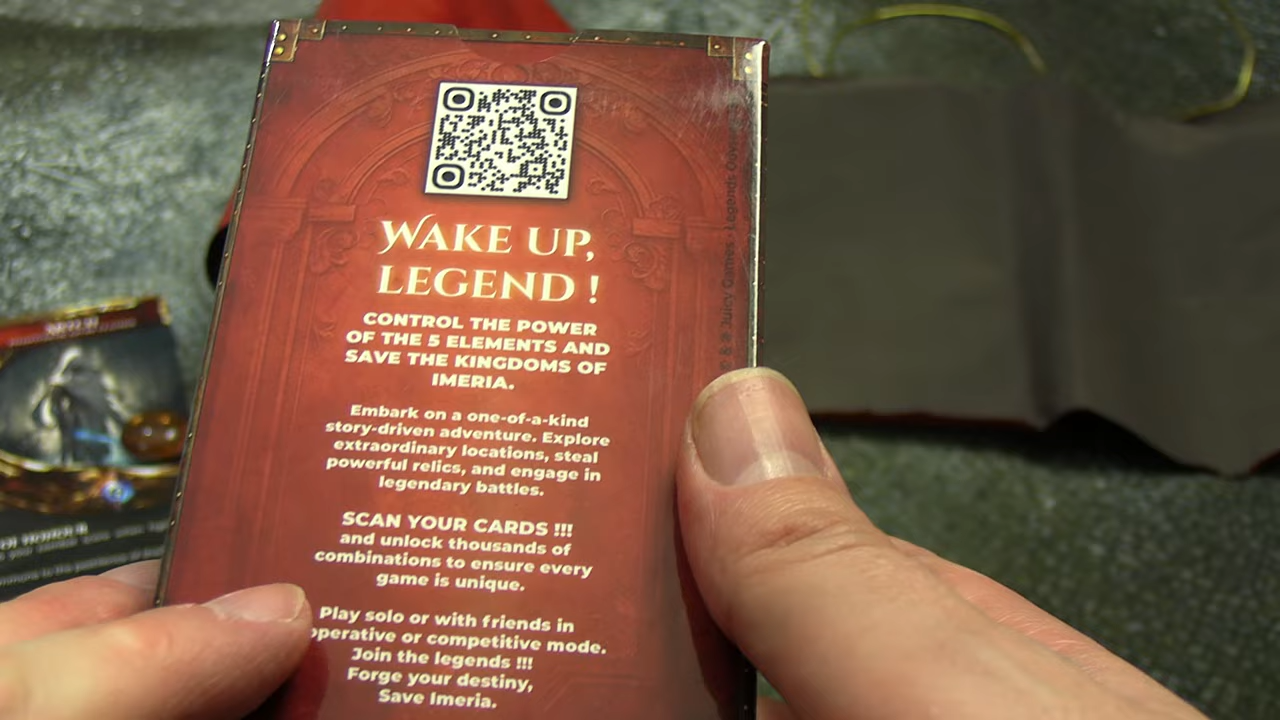 WAKE UP,
LEGEND !
CONTROL THE POWER
OF THE 5 ELEMENTS AND
SAVE THE KINGDOMS OF
IMERIA.
Embark on a one-of-a-kind
story-driven adventure. Explore
extraordinary locations, steal
powerful relics, and engage in
legendary battles.
SCAN YOUR CARDS !!!
and unlock thousands of
combinations to ensure every
game is unique.
Play solo or with friends in
operative or competitive mode.
Join the legends !!!
Forge your destiny,
Save Imeria.
& ® Juicy Games - Legends